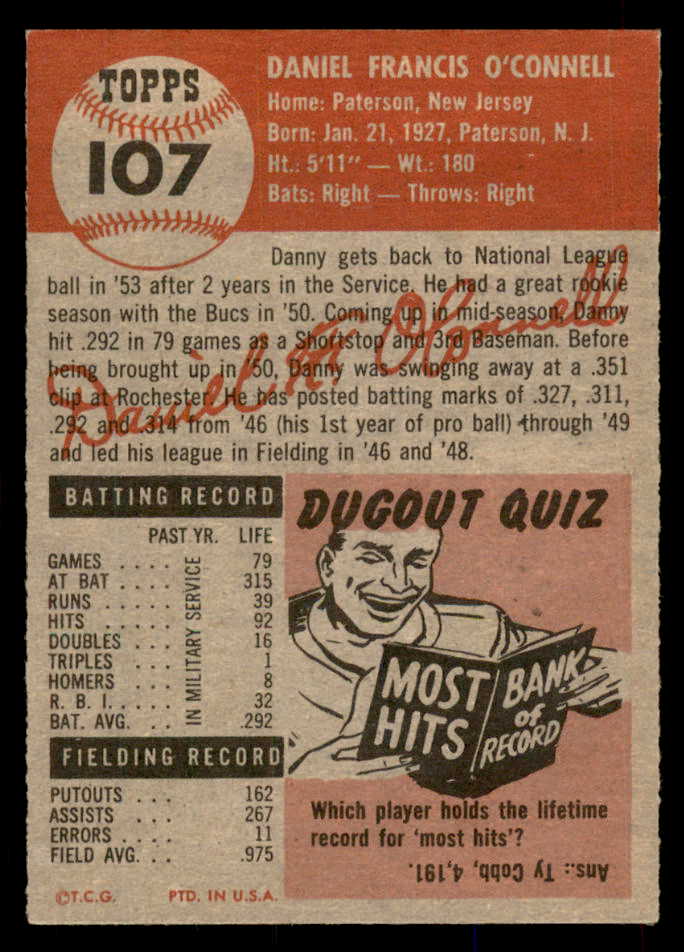 TOPPS
107
DANIEL FRANCIS O'CONNELL
Home: Paterson, New Jersey
Born: Jan. 21, 1927, Paterson, N. J.
Ht.: 5'11" — Wt.: 180
Bats: Right — Throws: Right
Danny gets back to National League
ball in '53 after 2 years in the Service. He had a great rookie
season with the Bucs in '50. Coming up in mid-season, Danny
hit .292 in 79 games as a Shortstop and 3rd Baseman. Before
being brought up in '50, Danny was swinging away at a .351
clip at Rochester. He has posted batting marks of .327, .311,
.292 and .314 from '46 (his 1st year of pro ball) through '49
and led his league in Fielding in '46 and '48.
Daniel F. O'Connell
BATTING RECORD
PAST YR. LIFE
GAMES .... 79
AT BAT .... 315
RUNS ..... 39
HITS ..... 92
DOUBLES .. 16
TRIPLES ... 1
HOMERS ... 8
R. B. I. .... 32
BAT. AVG. .. .292
IN MILITARY SERVICE
FIELDING RECORD
PUTOUTS ... 162
ASSISTS .... 267
ERRORS .... 11
FIELD AVG. .. .975
©T.C.G. PTD. IN U.S.A.
DUGOUT QUIZ
MOST
HITS
BANK
of
RECORD
Which player holds the lifetime
record for 'most hits'?
Ans.: Ty Cobb, 4,191.